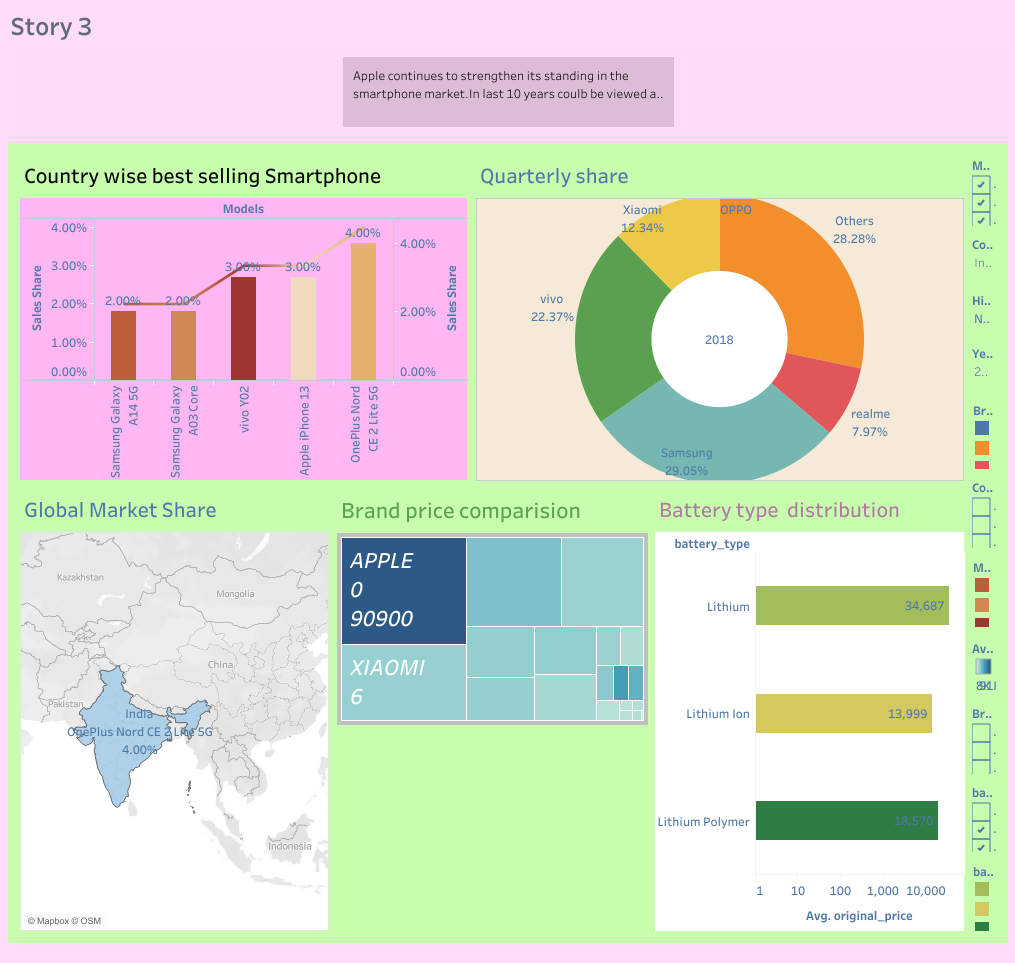 Story 3
Apple continues to strengthen its standing in the
smartphone market.In last 10 years coulb be viewed a..
Country wise best selling Smartphone
Models
Sales Share
4.00%
3.00%
2.00%
1.00%
0.00%
2.00%
2.00%
3.00%
3.00%
4.00%
4.00%
2.00%
0.00%
Sales Share
Samsung Galaxy
A14 5G
Samsung Galaxy
A03 Core
vivo Y02
Apple iPhone 13
OnePlus Nord
CE 2 Lite 5G
Quarterly share
Xiaomi
12.34%
OPPO
Others
28.28%
vivo
22.37%
2018
realme
7.97%
Samsung
29.05%
Global Market Share
Kazakhstan
Mongolia
China
Pakistan
India
OnePlus Nord CE 2 Lite 5G
4.00%
Indonesia
© Mapbox © OSM
Brand price comparision
APPLE
0
90900
XIAOMI
6
Battery type distribution
battery_type
Lithium
34,687
Lithium Ion
13,999
Lithium Polymer
18,570
1 10 100 1,000 10,000
Avg. original_price
M..
.
.
.
Co..
In..
Hi..
N..
Ye..
2..
Br..
Co..
.
.
.
M..
Av..
Br..
.
.
.
ba..
.
.
.
ba..